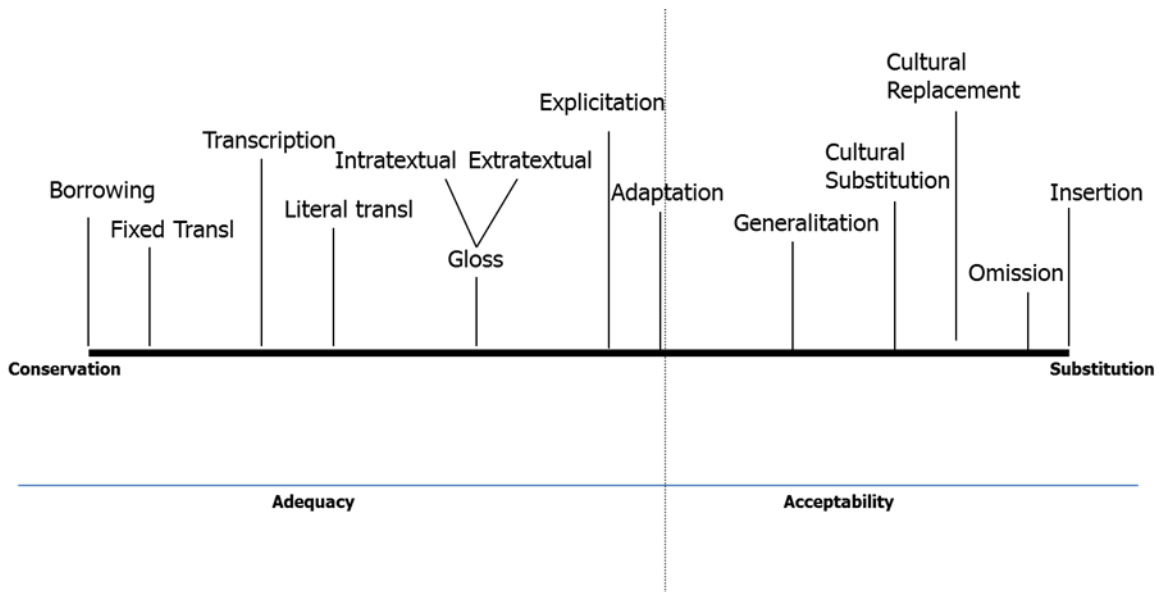 Cultural
Replacement
Explicitation
Transcription
Intratextual
Extratextual
Cultural
Substitution
Borrowing
Adaptation
Insertion
Literal transl
Fixed Transl
Generalitation
Gloss
Omission
Conservation
Substitution
Adequacy
Acceptability